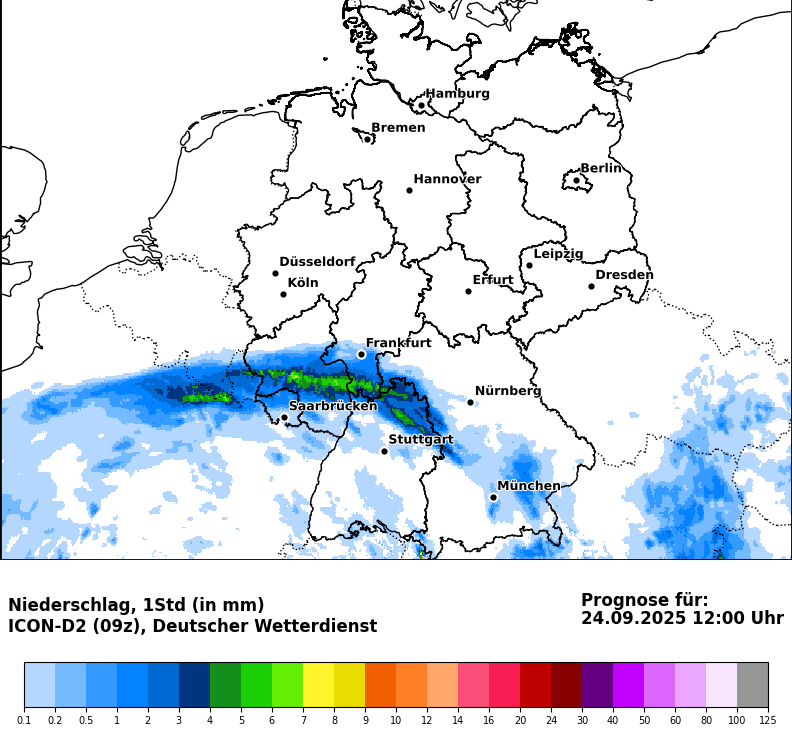 Hamburg
Bremen
Berlin
Hannover
Leipzig
Düsseldorf
Dresden
Köln
Erfurt
Frankfurt
Nürnberg
Saarbrücken
Stuttgart
München
Niederschlag, 1Std (in mm)
ICON-D2 (09z), Deutscher Wetterdienst
Prognose für:
24.09.2025 12:00 Uhr
0.1 0.2 0.5 1 2 3 4 5 6 7 8 9 10 12 14 16 20 24 30 40 50 60 80 100 125